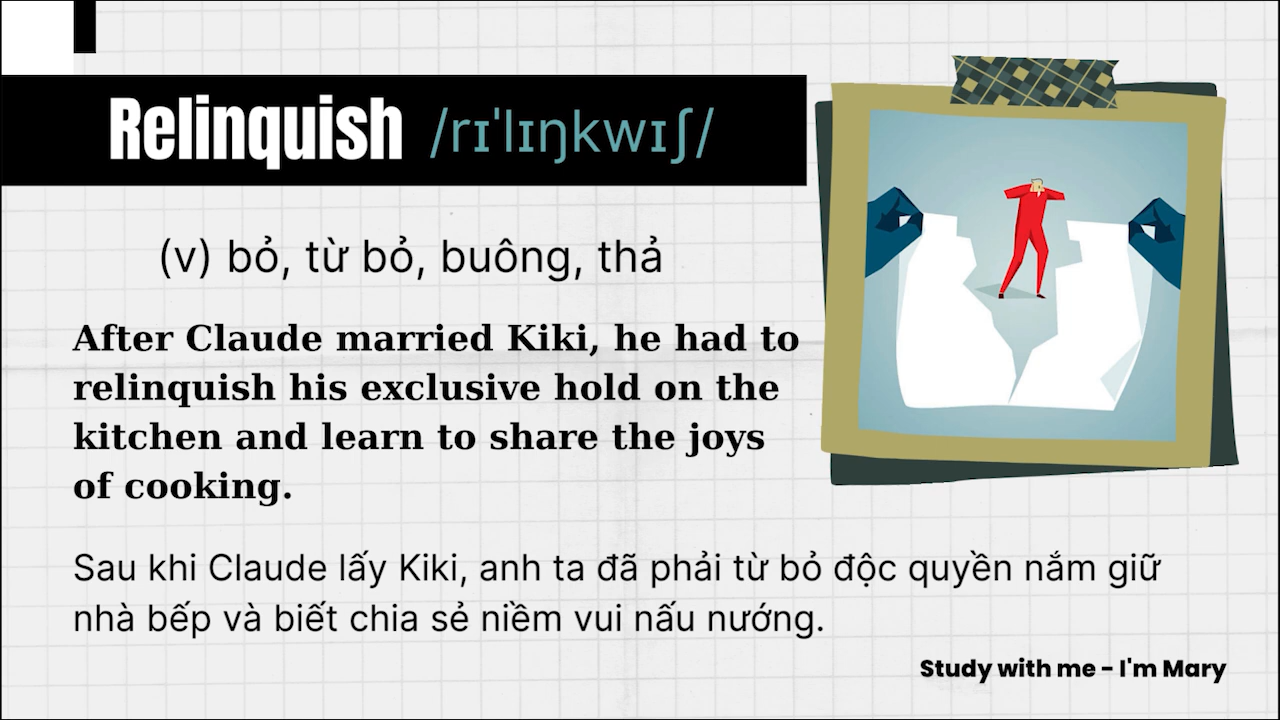 Relinquish /rɪˈlɪŋkwɪʃ/
(v) bỏ, từ bỏ, buông, thả
After Claude married Kiki, he had to
relinquish his exclusive hold on the
kitchen and learn to share the joys
of cooking.
Sau khi Claude lấy Kiki, anh ta đã phải từ bỏ độc quyền nắm giữ
nhà bếp và biết chia sẻ niềm vui nấu nướng.
Study with me - I'm Mary